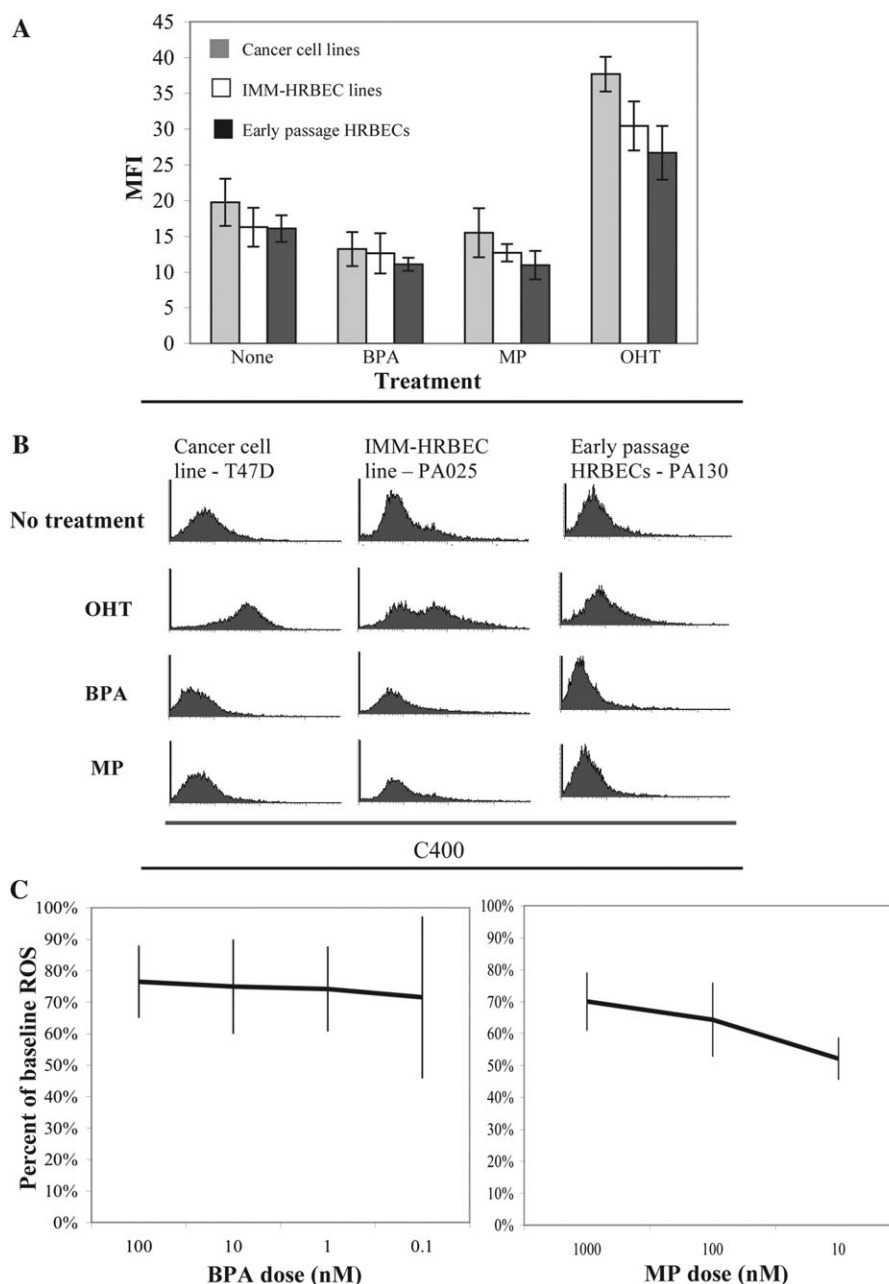 A
45
40
35
30
25
20
15
10
5
0
MFI
Cancer cell lines
IMM-HRBEC lines
Early passage HRBECs
None BPA MP OHT
Treatment
B
Cancer cell
line - T47D
IMM-HRBEC
line – PA025
Early passage
HRBECs - PA130
No treatment
OHT
BPA
MP
C400
C
Percent of baseline ROS
100%
90%
80%
70%
60%
50%
40%
30%
20%
10%
0%
100 10 1 0.1
BPA dose (nM)
100%
90%
80%
70%
60%
50%
40%
30%
20%
10%
0%
1000 100 10
MP dose (nM)